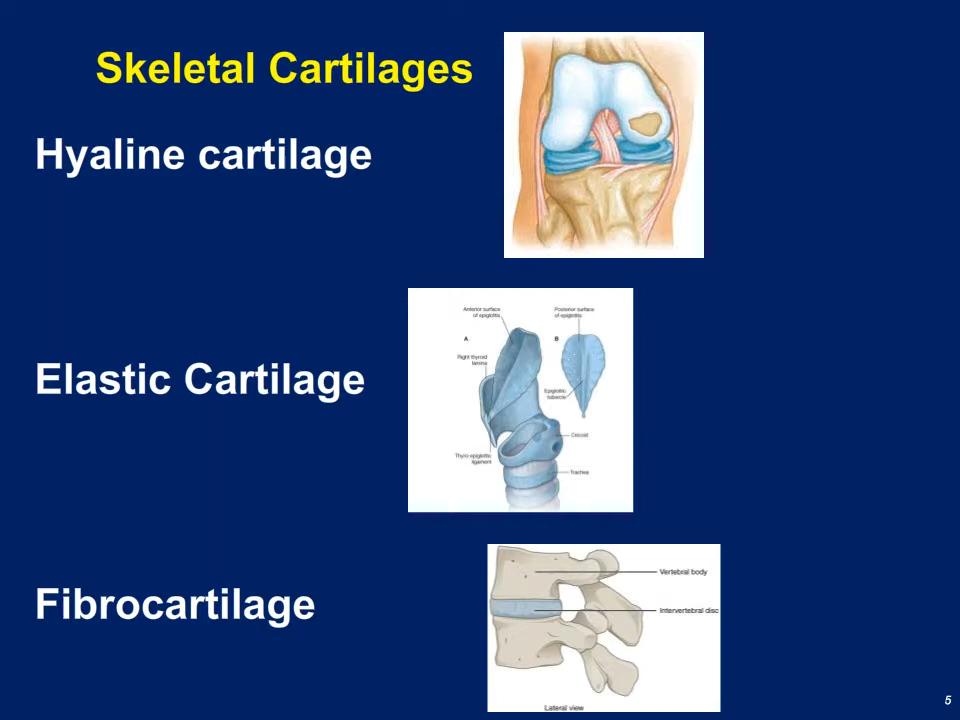 Skeletal Cartilages
Hyaline cartilage
Elastic Cartilage
Anterior surface
of epiglottis
Posterior surface
of epiglottis
A
B
Right thyroid
lamina
Epiglottic
tubercle
Cricoid
Thyro-epiglottic
ligament
Trachea
Fibrocartilage
Vertebral body
Intervertebral disc
Lateral view
5